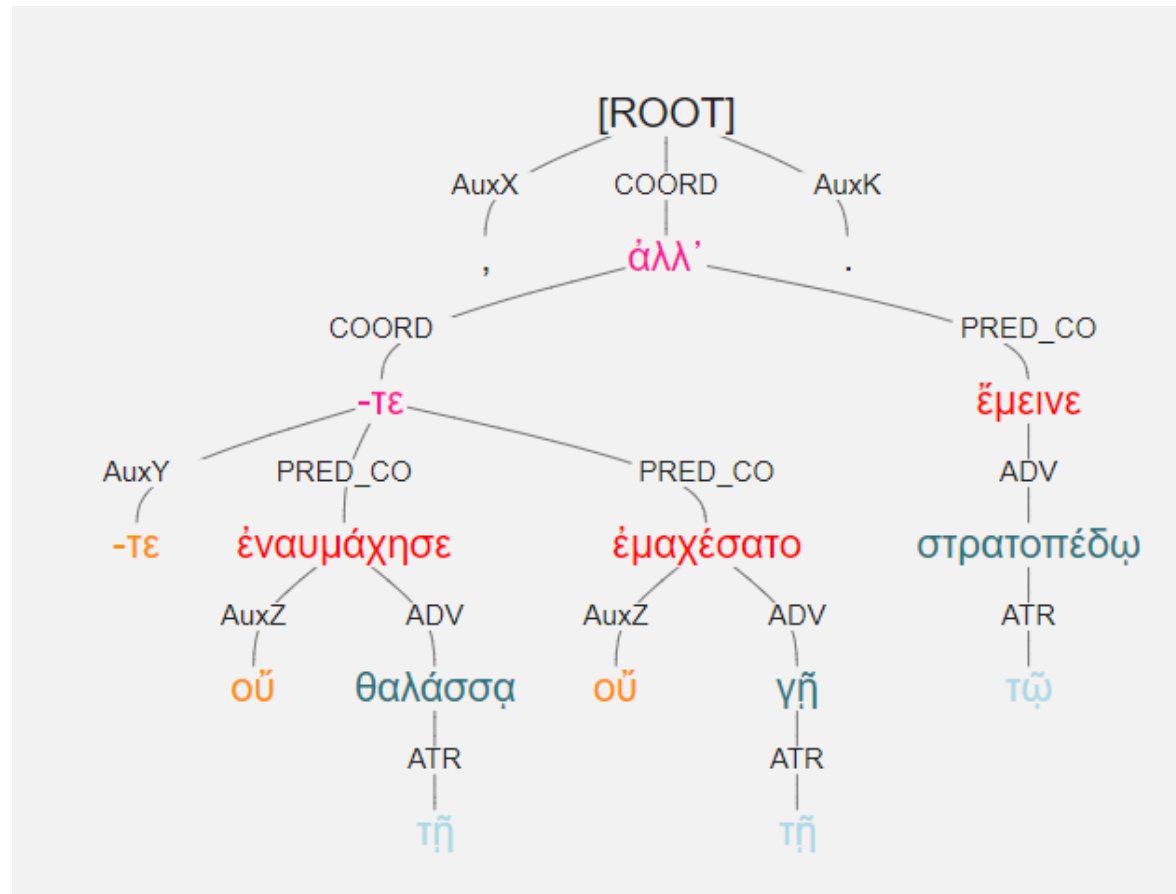 [ROOT]
AuxX COORD AuxK
, ἀλλ’ .
COORD PRED_CO
-τε ἔμεινε
AuxY PRED_CO PRED_CO ADV
-τε ἐναυμάχησε ἐμαχέσατο στρατοπέδῳ
AuxZ ADV AuxZ ADV ATR
οὔ θαλάσσᾳ οὔ γῇ τῷ
ATR ATR
τῇ τῇ